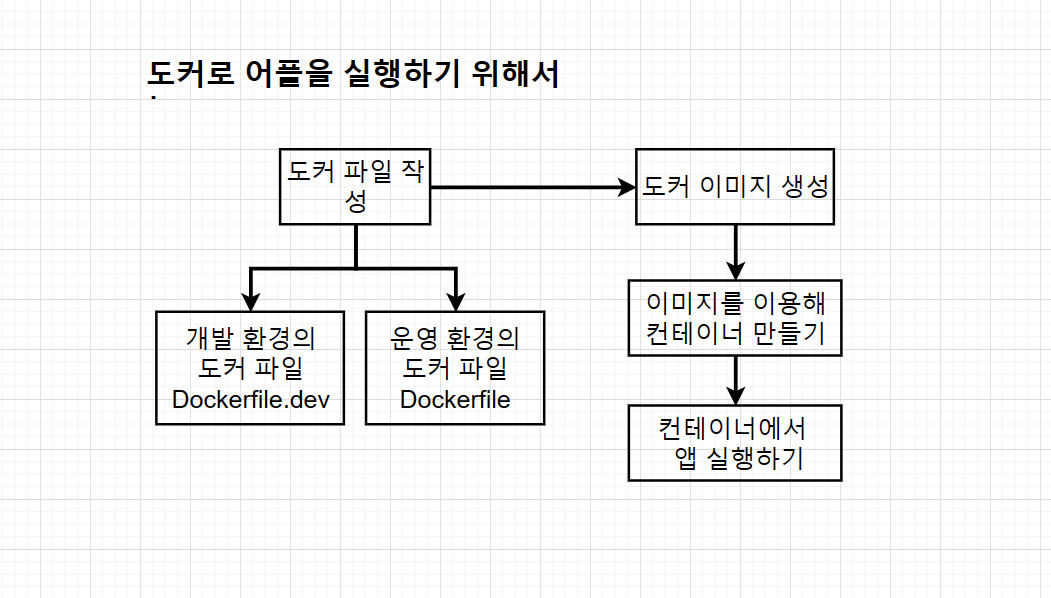 도커로 어플을 실행하기 위해서
도커 파일 작
성
도커 이미지 생성
개발 환경의
도커 파일
Dockerfile.dev
운영 환경의
도커 파일
Dockerfile
이미지를 이용해
컨테이너 만들기
컨테이너에서
앱 실행하기